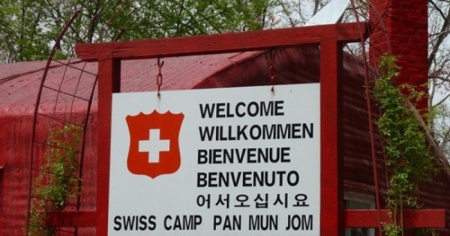 WELCOME
WILLKOMMEN
BIENVENUE
BENVENUTO
어서오십시요
SWISS CAMP PAN MUN JOM